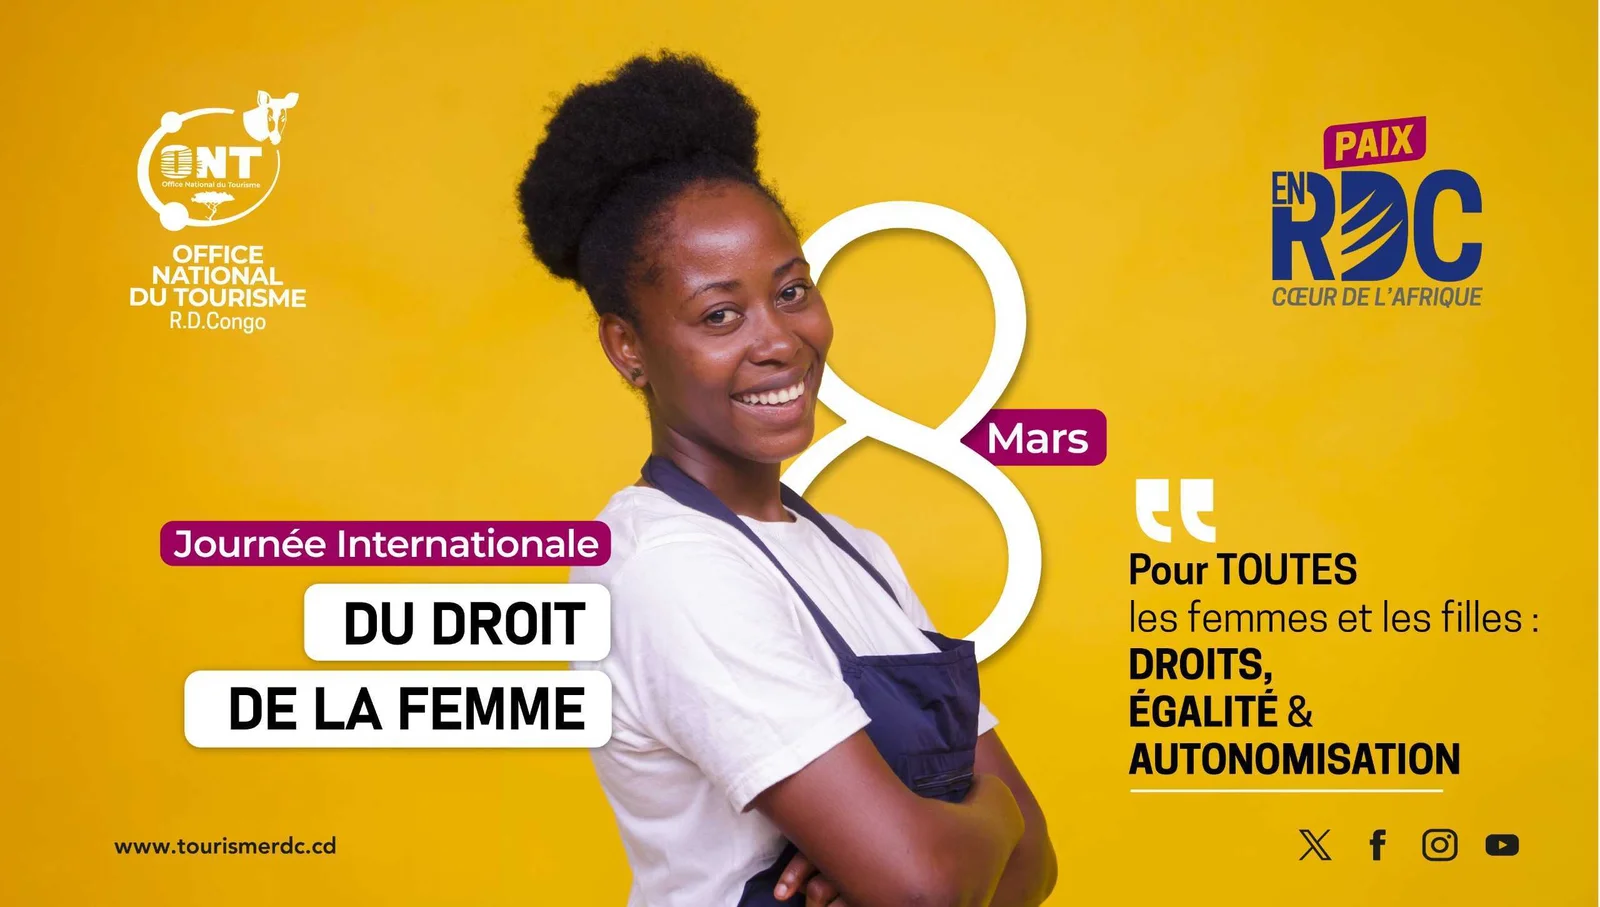 ONT
Office National du Tourisme
OFFICE
NATIONAL
DU TOURISME
R.D.Congo
PAIX
EN
RDC
CŒUR DE L'AFRIQUE
8
Mars
Journée Internationale
DU DROIT
DE LA FEMME
Pour TOUTES
les femmes et les filles :
DROITS,
ÉGALITÉ &
AUTONOMISATION
www.tourismerdc.cd